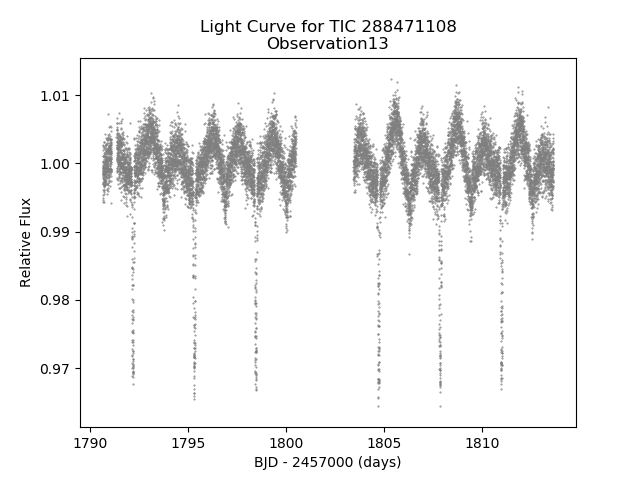 Light Curve for TIC 288471108
Observation13
1.01
1.00
0.99
0.98
0.97
Relative Flux
1790
1795
1800
1805
1810
BJD - 2457000 (days)